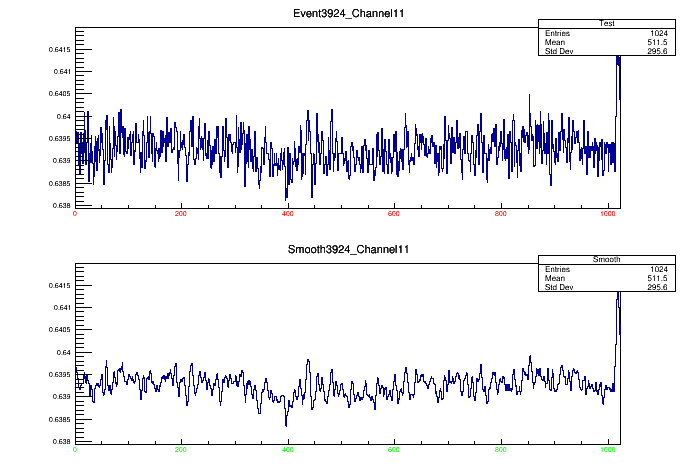 Event3924_Channel11
Test
Entries 1024
Mean 511.5
Std Dev 295.6
0.6415
0.641
0.6405
0.64
0.6395
0.639
0.6385
0.638
0 200 400 600 800 1000
Smooth3924_Channel11
Smooth
Entries 1024
Mean 511.5
Std Dev 295.6
0.6415
0.641
0.6405
0.64
0.6395
0.639
0.6385
0.638
0 200 400 600 800 1000